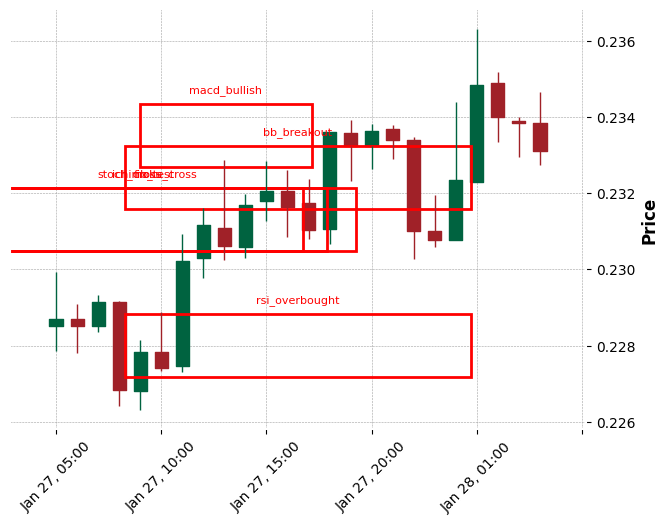 0.236
macd_bullish
0.234
bb_breakout
0.232
0.230
rsi_overbought
0.228
0.226
Price
Jan 27, 05:00
Jan 27, 10:00
Jan 27, 15:00
Jan 27, 20:00
Jan 28, 01:00